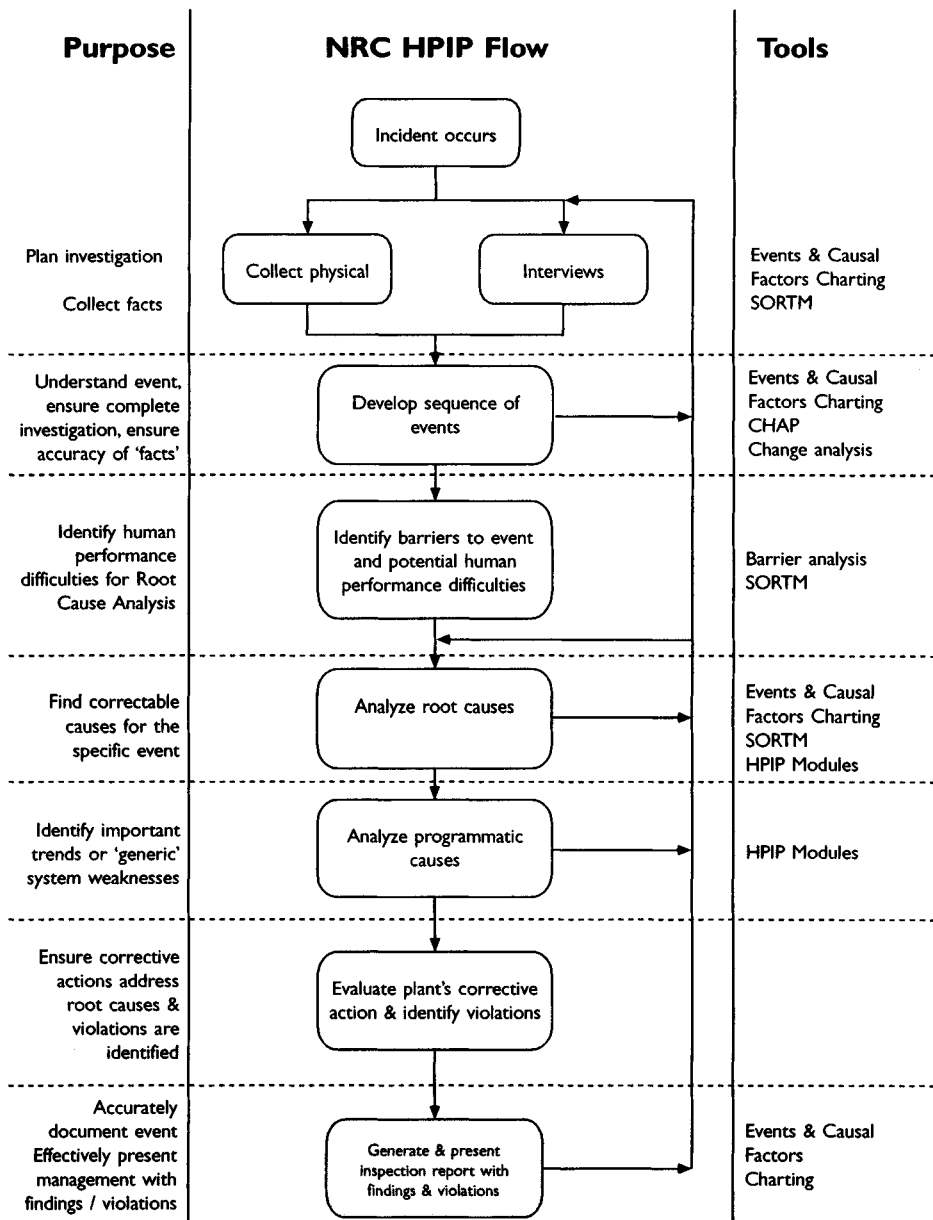 Purpose
NRC HPIP Flow
Tools
Incident occurs
Plan investigation
Collect facts
Collect physical
Interviews
Events & Causal
Factors Charting
SORTM
Understand event,
ensure complete
investigation, ensure
accuracy of ‘facts’
Develop sequence of
events
Events & Causal
Factors Charting
CHAP
Change analysis
Identify human
performance
difficulties for Root
Cause Analysis
Identify barriers to event
and potential human
performance difficulties
Barrier analysis
SORTM
Find correctable
causes for the
specific event
Analyze root causes
Events & Causal
Factors Charting
SORTM
HPIP Modules
Identify important
trends or ‘generic’
system weaknesses
Analyze programmatic
causes
HPIP Modules
Ensure corrective
actions address
root causes &
violations are
identified
Evaluate plant's corrective
action & identify violations
Accurately
document event
Effectively present
management with
findings / violations
Generate & present
inspection report with
findings & violations
Events & Causal
Factors
Charting